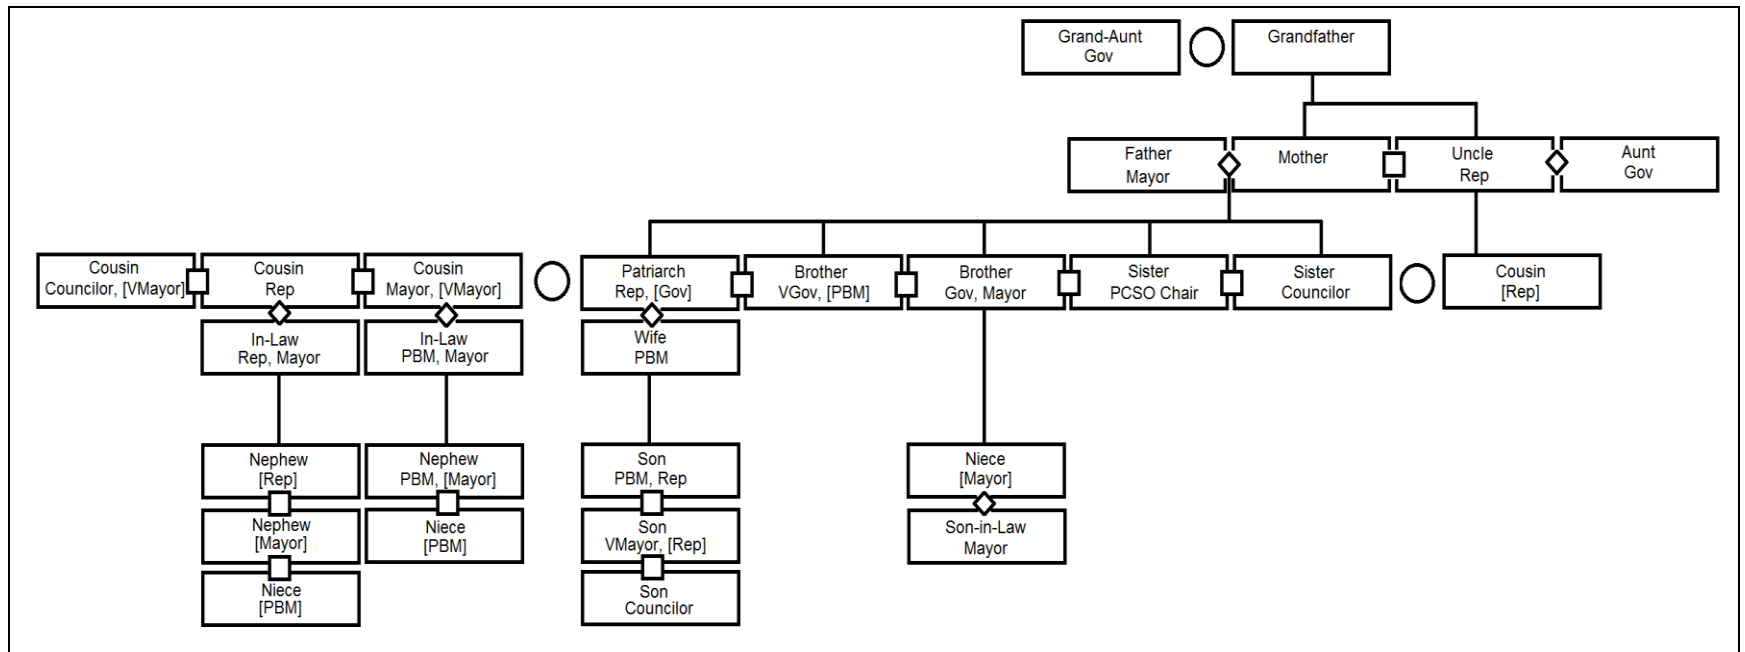 Grand-Aunt
Gov
Grandfather
Father
Mayor
Mother
Uncle
Rep
Aunt
Gov
Cousin
Councilor, [VMayor]
Cousin
Rep
Cousin
Mayor, [VMayor]
Patriarch
Rep, [Gov]
Brother
VGov, [PBM]
Brother
Gov, Mayor
Sister
PCSO Chair
Sister
Councilor
Cousin
[Rep]
In-Law
Rep, Mayor
In-Law
PBM, Mayor
Wife
PBM
Nephew
[Rep]
Nephew
PBM, [Mayor]
Son
PBM, Rep
Niece
[Mayor]
Nephew
[Mayor]
Niece
[PBM]
Son
VMayor, [Rep]
Son-in-Law
Mayor
Niece
[PBM]
Son
Councilor